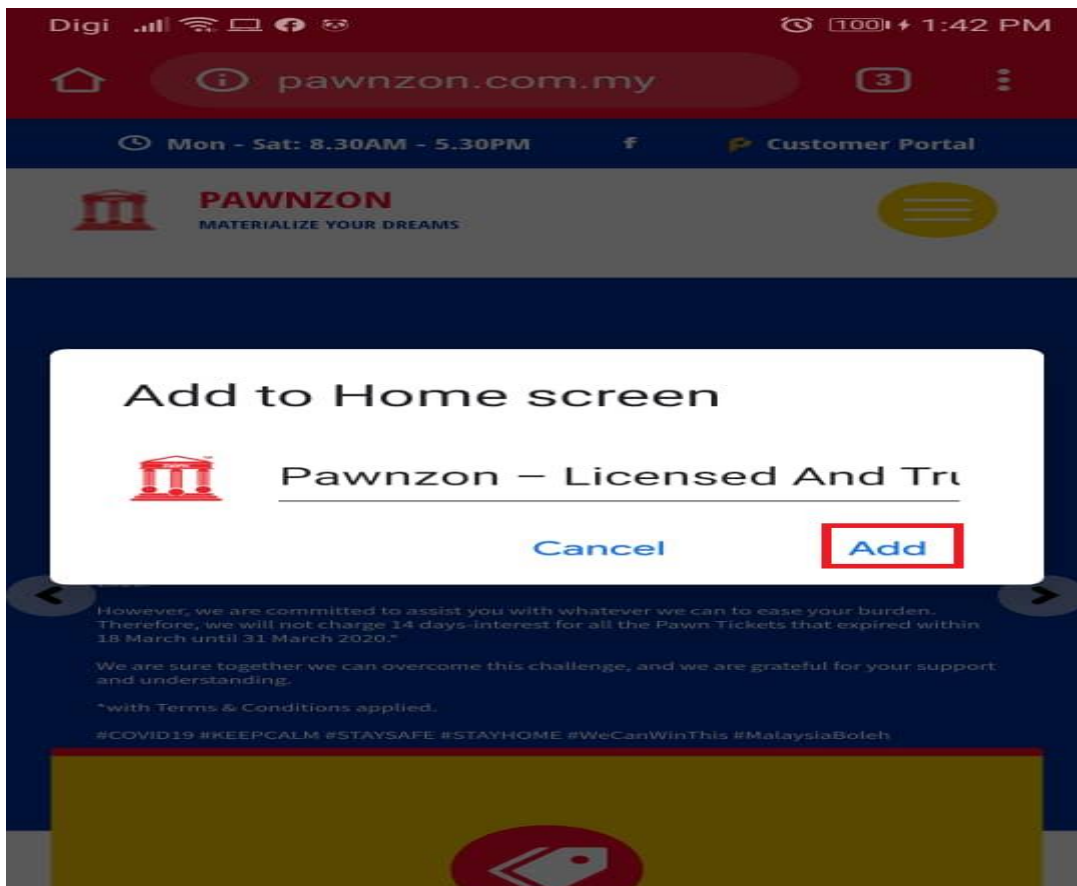 Digi 100 1:42 PM
pawnzon.com.my 3
Mon - Sat: 8.30AM - 5.30PM f Customer Portal
PAWNZON
MATERIALIZE YOUR DREAMS
Add to Home screen
Pawnzon – Licensed And Tru
Cancel Add
However, we are committed to assist you with whatever we can to ease your burden.
Therefore, we will not charge 14 days-interest for all the Pawn Tickets that expired within
18 March until 31 March 2020.*
We are sure together we can overcome this challenge, and we are grateful for your support
and understanding.
*with Terms & Conditions applied.
#COVID19 #KEEPCALM #STAYSAFE #STAYHOME #WeCanWinThis #MalaysiaBoleh